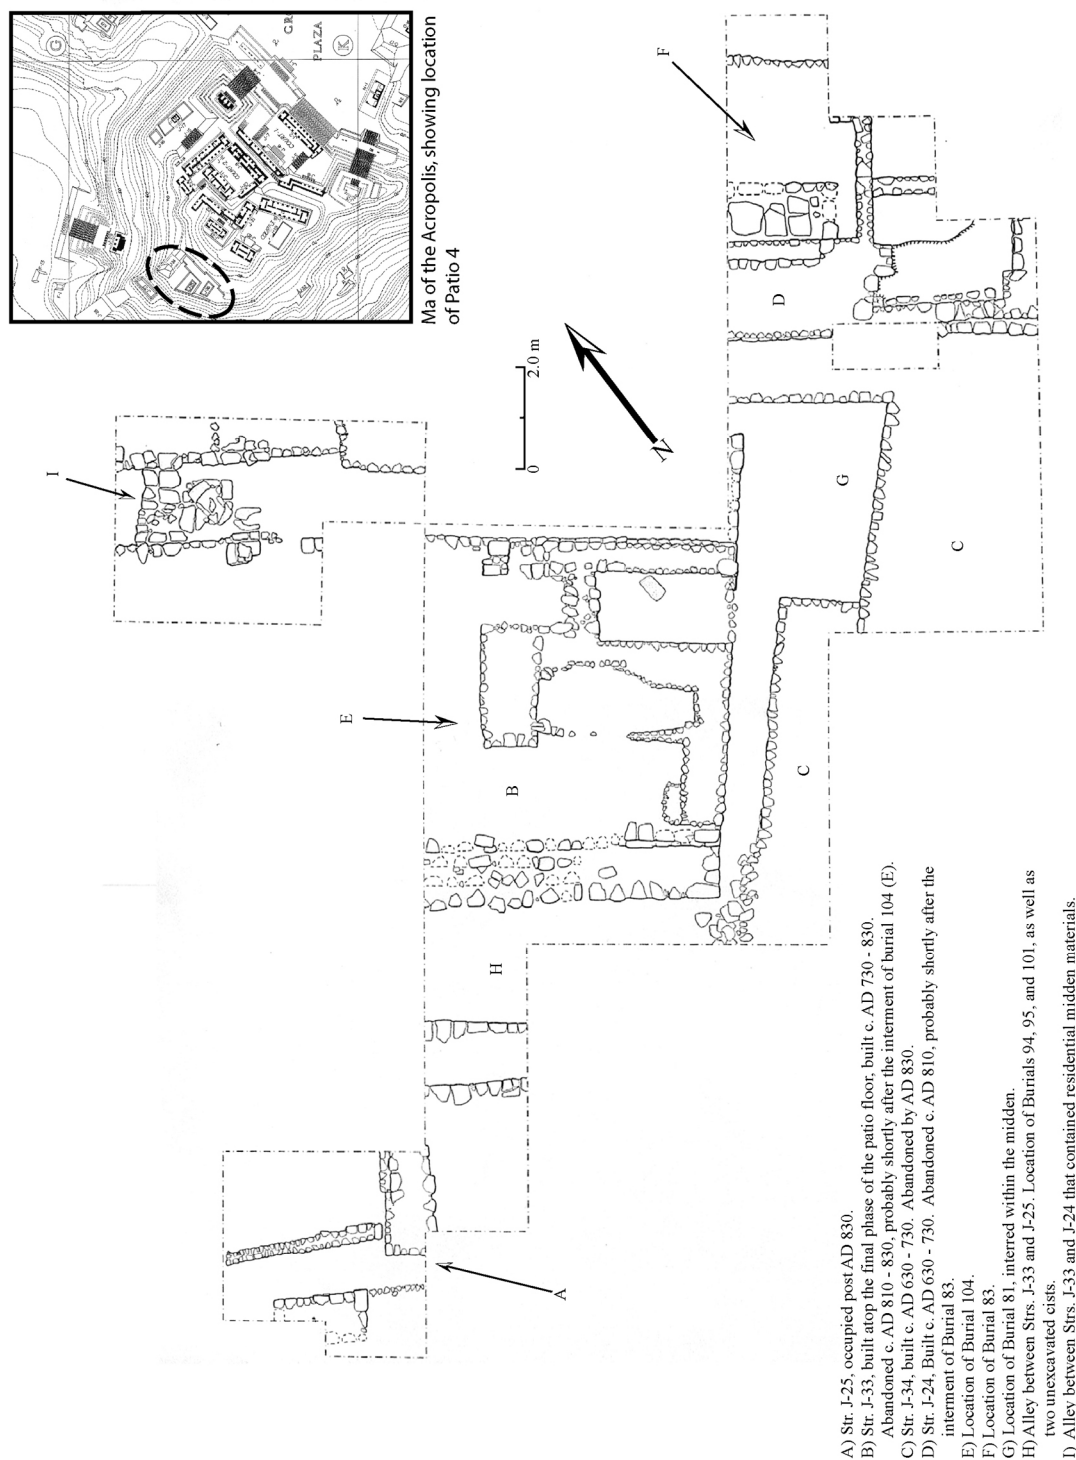 Ma of the Acropolis, showing location
of Patio 4
G
K
PLAZA
COURT 2
COURT 1
F
D
I
2.0 m
0
N
G
C
E
B
C
H
A
A) Str. J-25, occupied post AD 830.
B) Str. J-33, built atop the final phase of the patio floor, built c. AD 730 - 830.
Abandoned c. AD 810 - 830, probably shortly after the interment of burial 104 (E).
C) Str. J-34, built c. AD 630 - 730. Abandoned by AD 830.
D) Str. J-24, Built c. AD 630 - 730. Abandoned c. AD 810, probably shortly after the
interment of Burial 83.
E) Location of Burial 104.
F) Location of Burial 83.
G) Location of Burial 81, interred within the midden.
H) Alley between Strs. J-33 and J-25. Location of Burials 94, 95, and 101, as well as
two unexcavated cists.
I) Alley between Strs. J-33 and J-24 that contained residential midden materials.